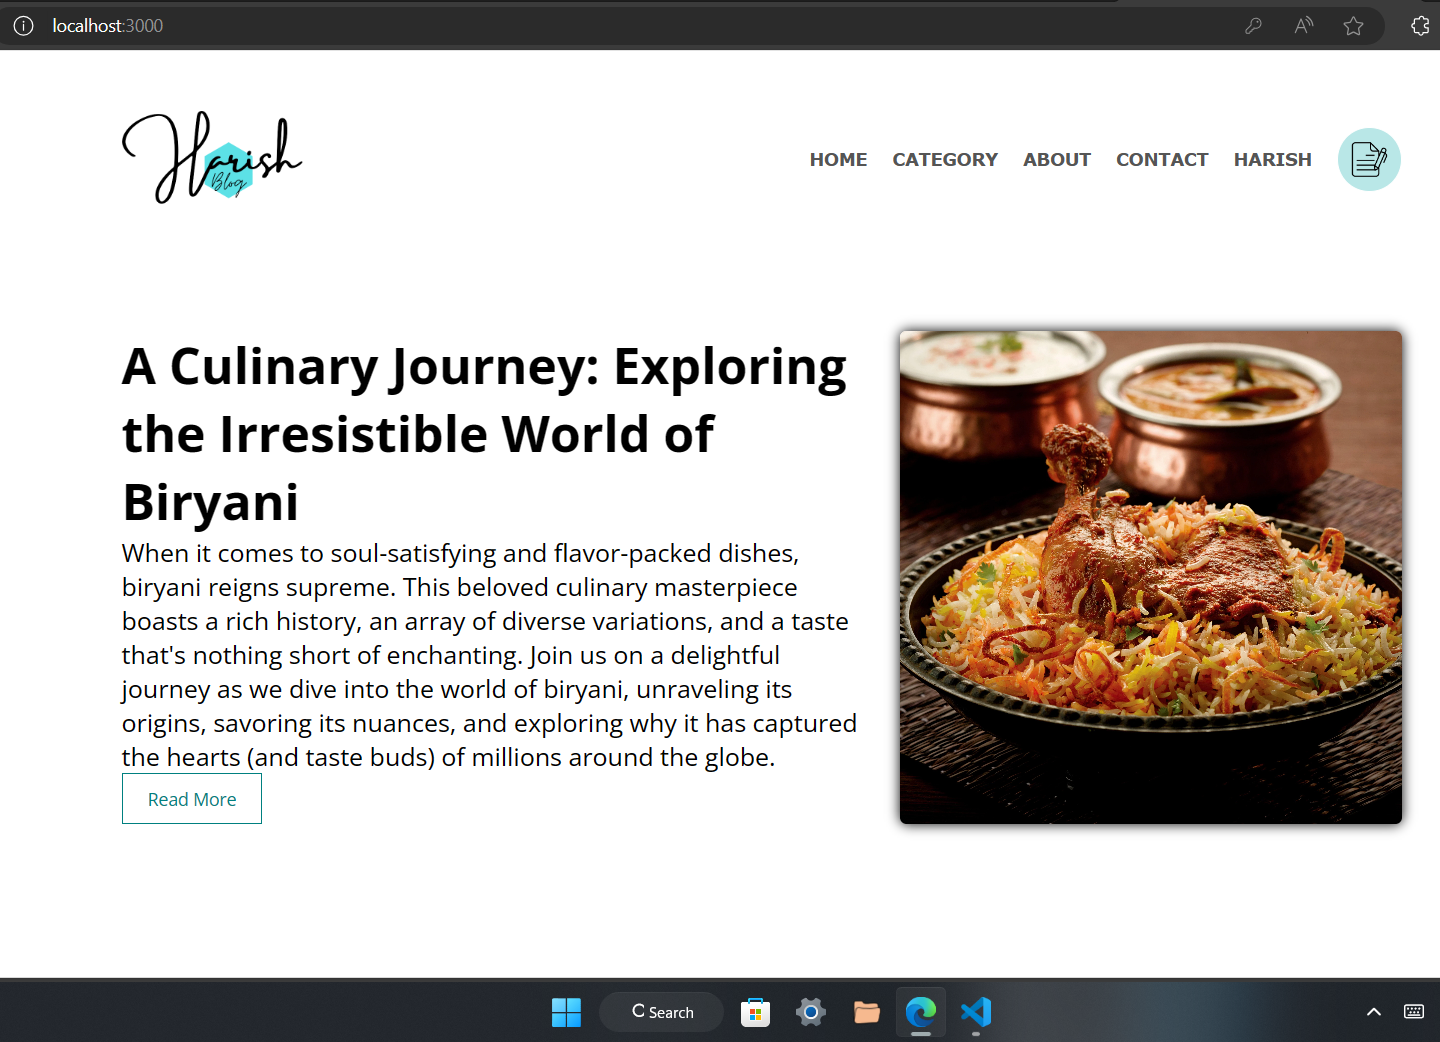 localhost:3000
Harish
Blog
HOME CATEGORY ABOUT CONTACT HARISH
A Culinary Journey: Exploring
the Irresistible World of
Biryani
When it comes to soul-satisfying and flavor-packed dishes,
biryani reigns supreme. This beloved culinary masterpiece
boasts a rich history, an array of diverse variations, and a taste
that's nothing short of enchanting. Join us on a delightful
journey as we dive into the world of biryani, unraveling its
origins, savoring its nuances, and exploring why it has captured
the hearts (and taste buds) of millions around the globe.
Read More
Search